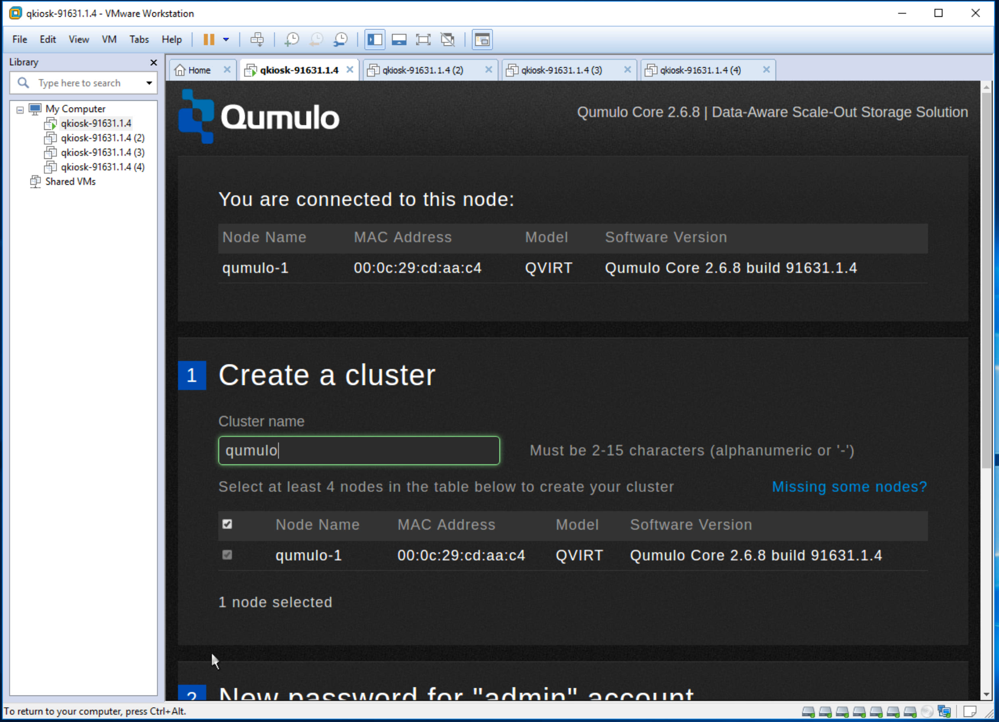 qkiosk-91631.1.4 - VMware Workstation
File Edit View VM Tabs Help
Library
Type here to search
My Computer
qkiosk-91631.1.4
qkiosk-91631.1.4 (2)
qkiosk-91631.1.4 (3)
qkiosk-91631.1.4 (4)
Shared VMs
Home qkiosk-91631.1.4 qkiosk-91631.1.4 (2) qkiosk-91631.1.4 (3) qkiosk-91631.1.4 (4)
Qumulo
Qumulo Core 2.6.8 | Data-Aware Scale-Out Storage Solution
You are connected to this node:
Node Name MAC Address Model Software Version
qumulo-1 00:0c:29:cd:aa:c4 QVIRT Qumulo Core 2.6.8 build 91631.1.4
1 Create a cluster
Cluster name
qumulo Must be 2-15 characters (alphanumeric or '-')
Select at least 4 nodes in the table below to create your cluster Missing some nodes?
Node Name MAC Address Model Software Version
qumulo-1 00:0c:29:cd:aa:c4 QVIRT Qumulo Core 2.6.8 build 91631.1.4
1 node selected
2 New password for "admin" account
To return to your computer, press Ctrl+Alt.